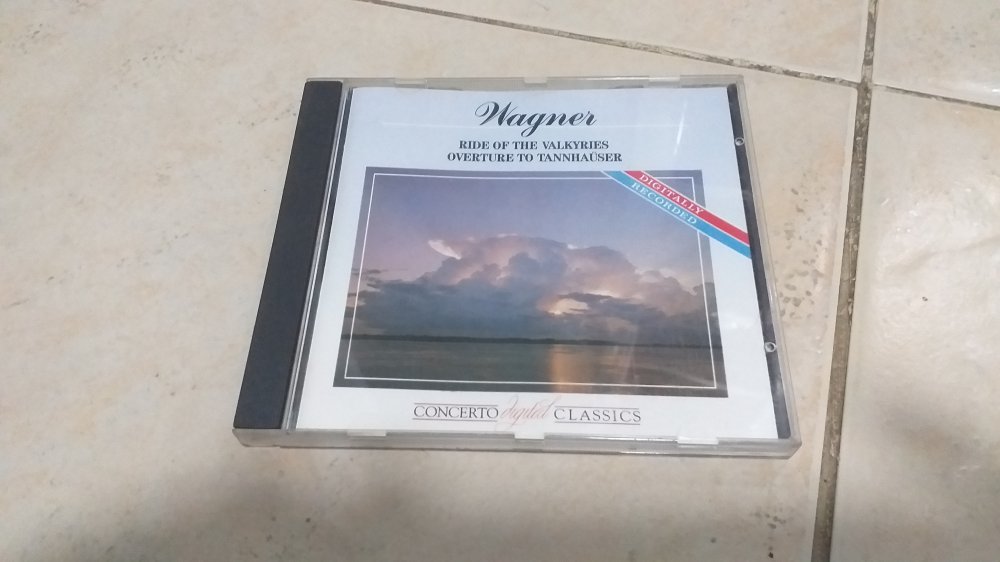 Wagner
RIDE OF THE VALKYRIES
OVERTURE TO TANNHAÜSER
DIGITALLY
RECORDED
CONCERTO digital CLASSICS